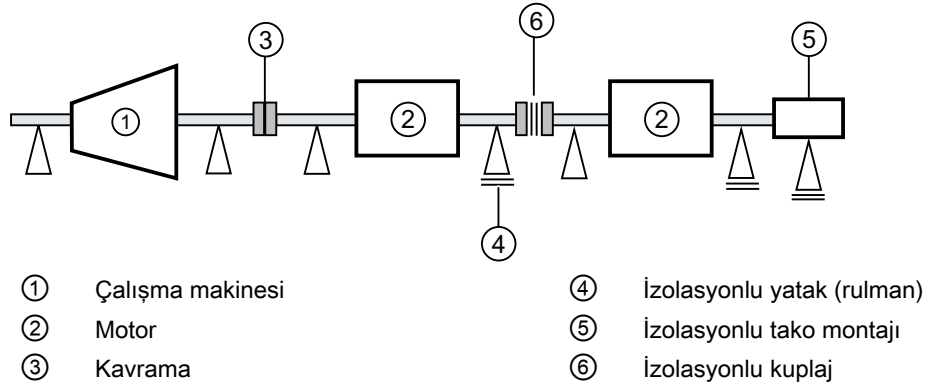 ③ ⑥ ⑤
① ② ②
④
① Çalışma makinesi ④ İzolasyonlu yatak (rulman)
② Motor ⑤ İzolasyonlu tako montajı
③ Kavrama ⑥ İzolasyonlu kuplaj